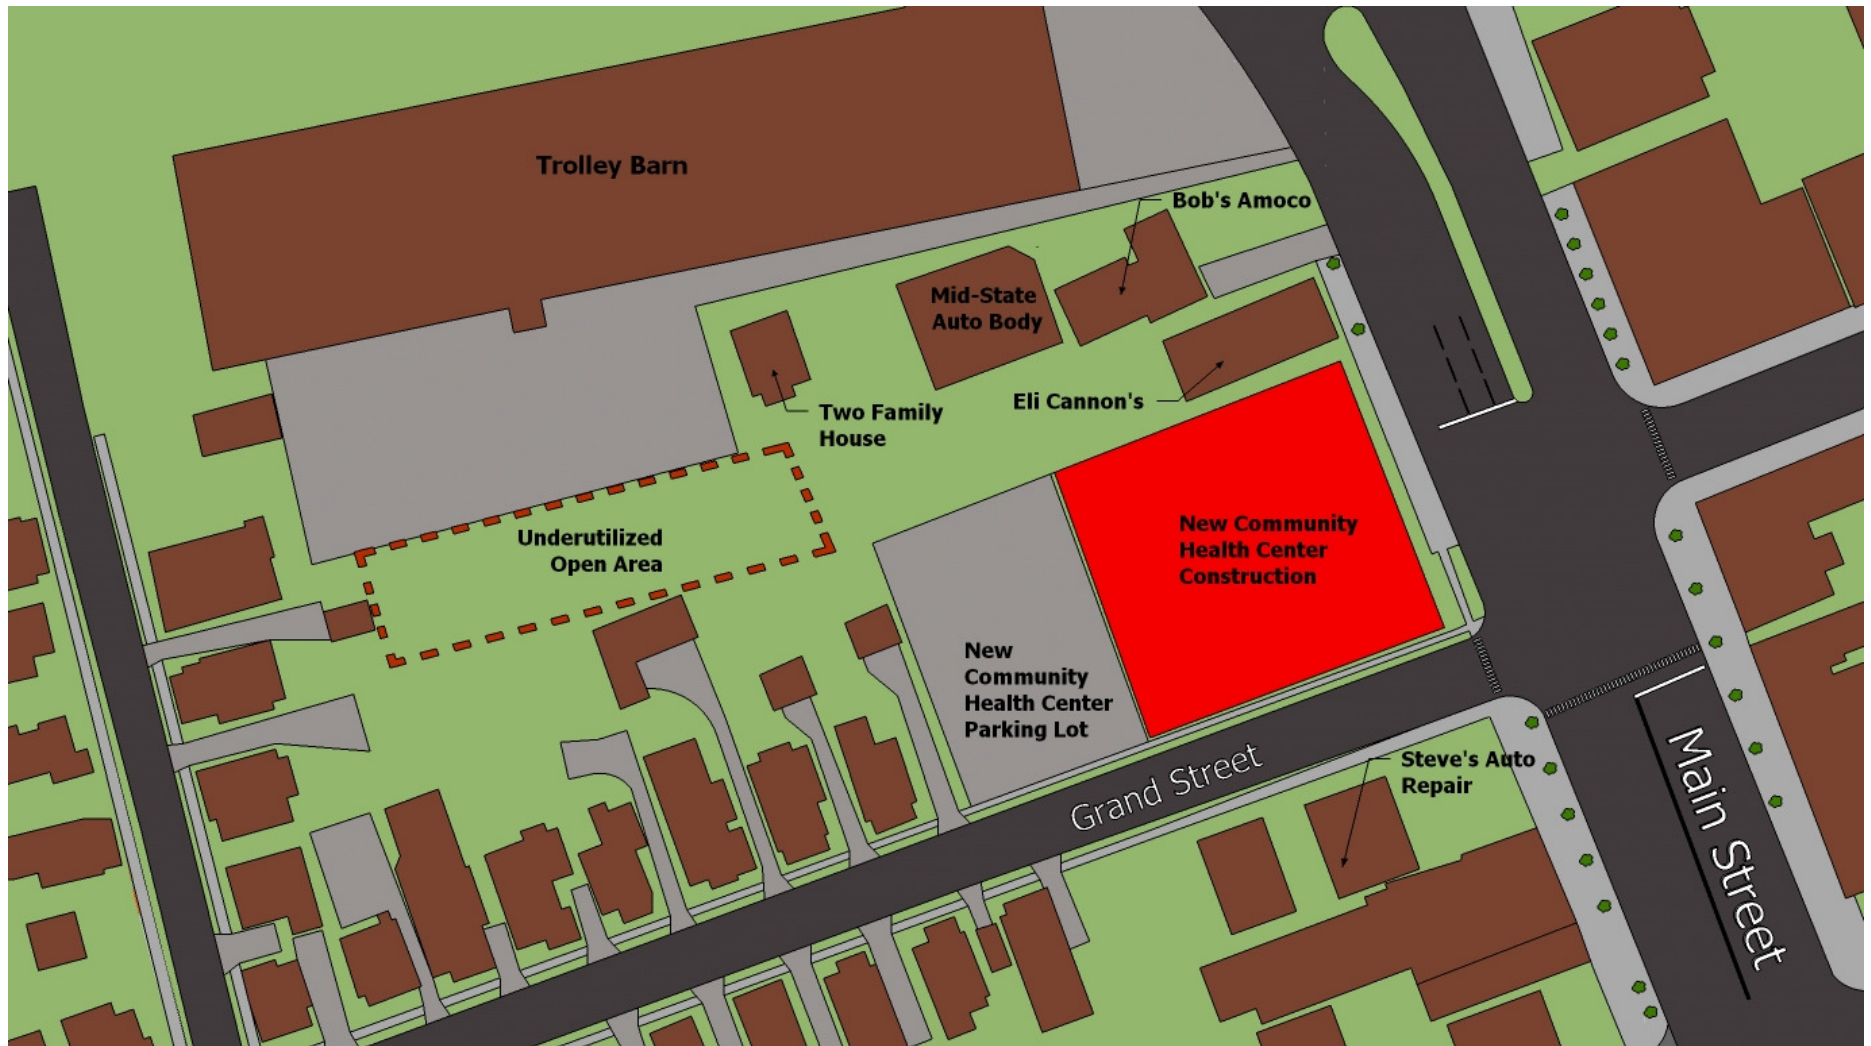 Trolley Barn
Bob's Amoco
Mid-State
Auto Body
Eli Cannon's
Two Family
House
Underutilized
Open Area
New Community
Health Center
Construction
New
Community
Health Center
Parking Lot
Grand Street
Steve's Auto
Repair
Main Street